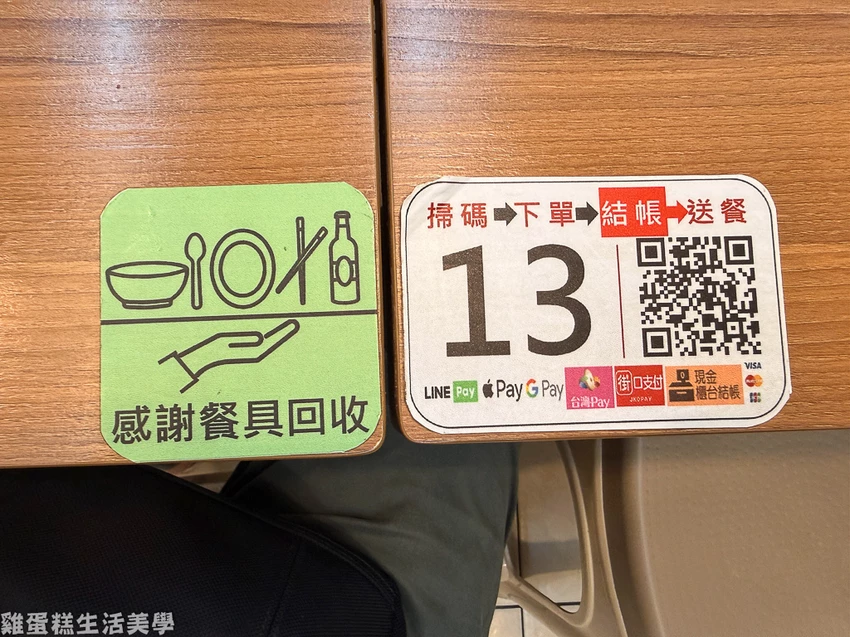 感謝餐具回收
掃碼➡下單➡結帳➡送餐
13
LINE Pay Pay G Pay 台灣Pay 街口支付 JKOPAY 現金 櫃台結帳 VISA MasterCard JCB
雞蛋糕生活美學